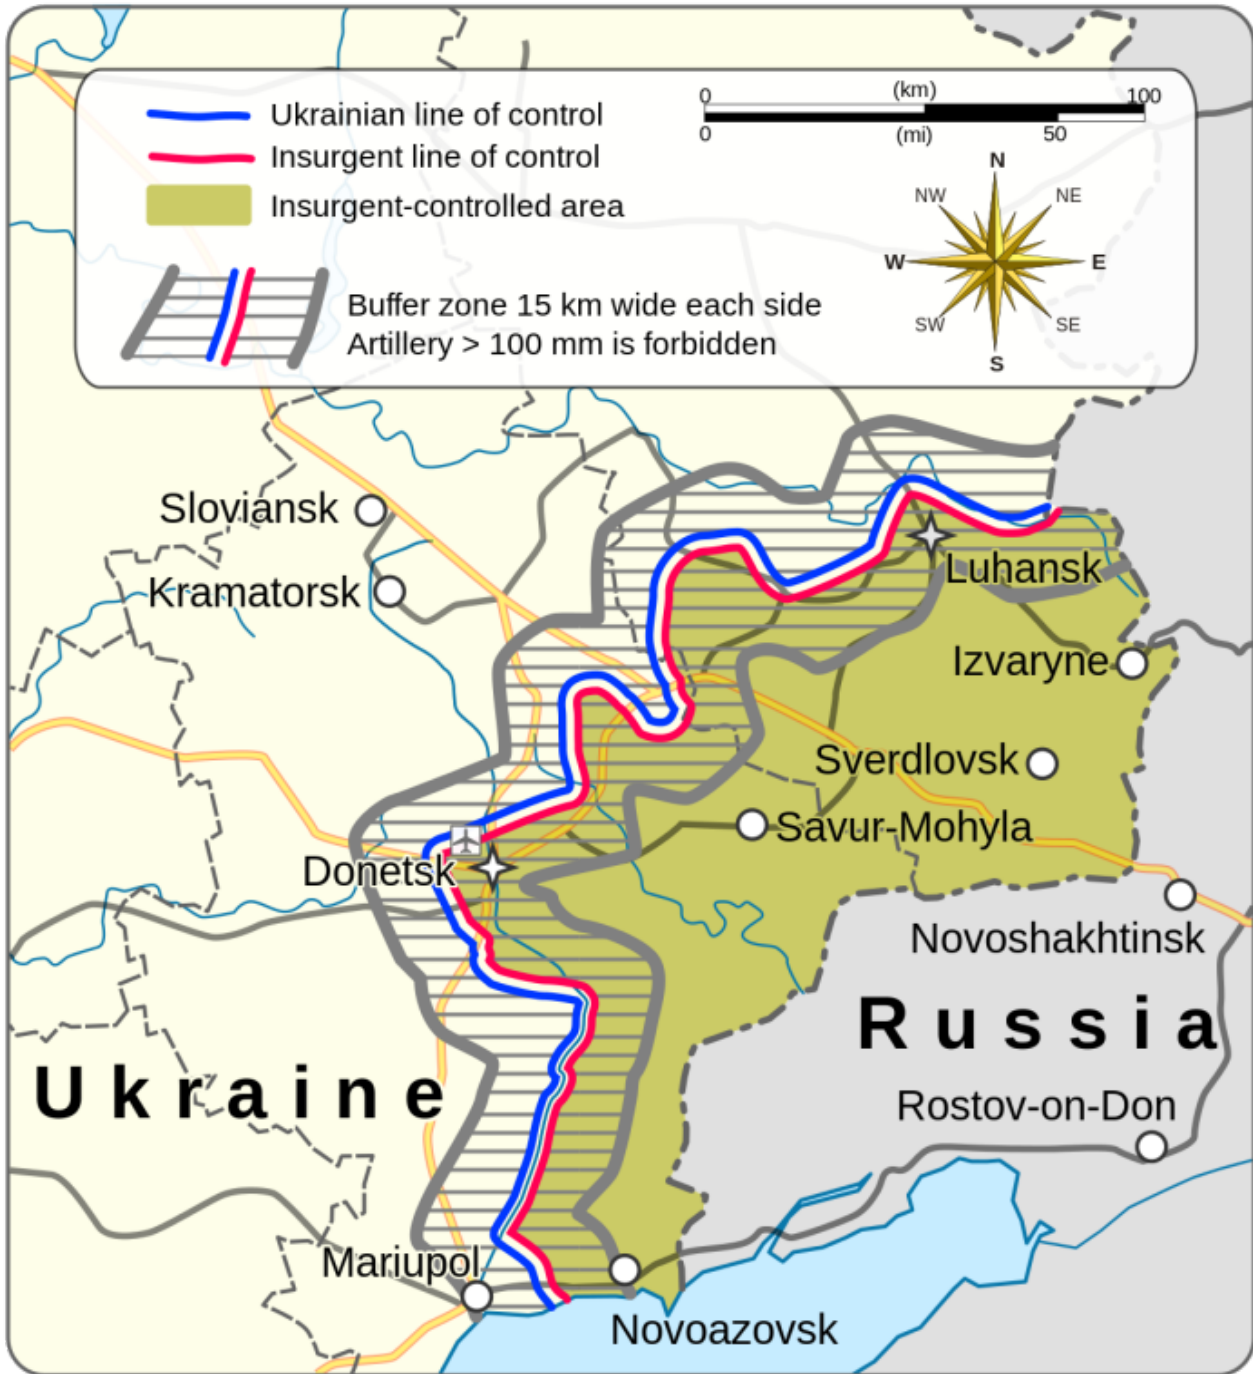 Ukrainian line of control
Insurgent line of control
Insurgent-controlled area
Buffer zone 15 km wide each side
Artillery > 100 mm is forbidden
0 (km) 100
0 (mi) 50
N
NW NE
W E
SW SE
S
Sloviansk
Kramatorsk
Luhansk
Izvaryne
Sverdlovsk
Savur-Mohyla
Donetsk
Novoshakhtinsk
Russia
Ukraine
Rostov-on-Don
Mariupol
Novoazovsk